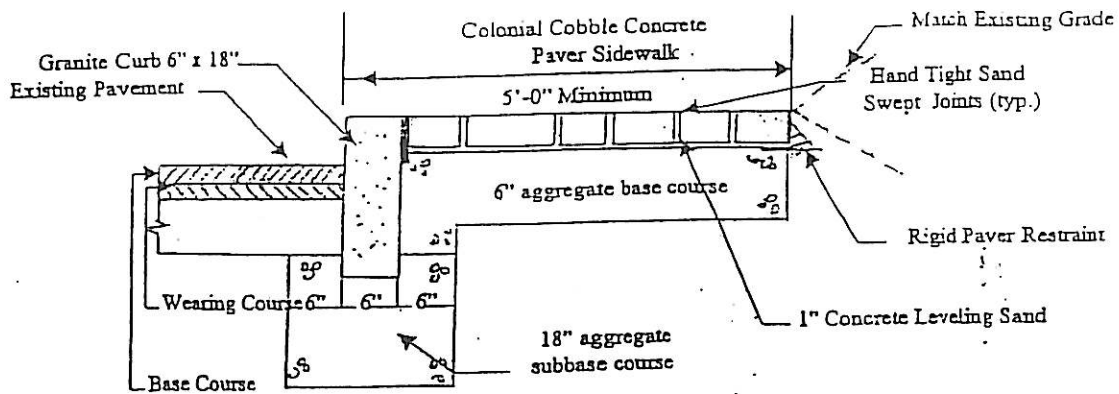 Match Existing Grade
Colonial Cobble Concrete
Paver Sidewalk
Granite Curb 6" x 18"
Existing Pavement
Hand Tight Sand
Swept Joints (typ.)
5'-0" Minimum
6" aggregate base course
Rigid Paver Restraint
Wearing Course
6"
6"
6"
1" Concrete Leveling Sand
18" aggregate
subbase course
Base Course